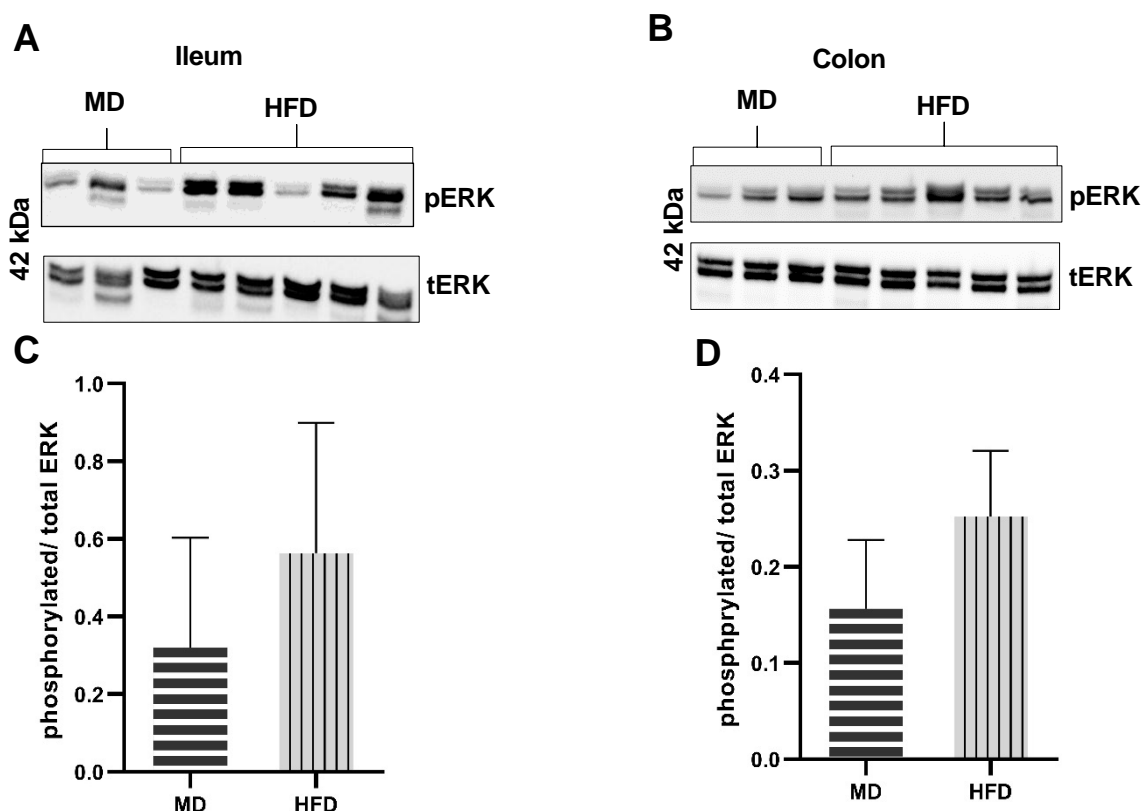 A
Ileum
MD
HFD
42 kDa
pERK
tERK
B
Colon
MD
HFD
42 kDa
pERK
tERK
C
phosphorylated/ total ERK
1.0
0.8
0.6
0.4
0.2
0.0
MD
HFD
D
phosphprylated/ total ERK
0.4
0.3
0.2
0.1
0.0
MD
HFD